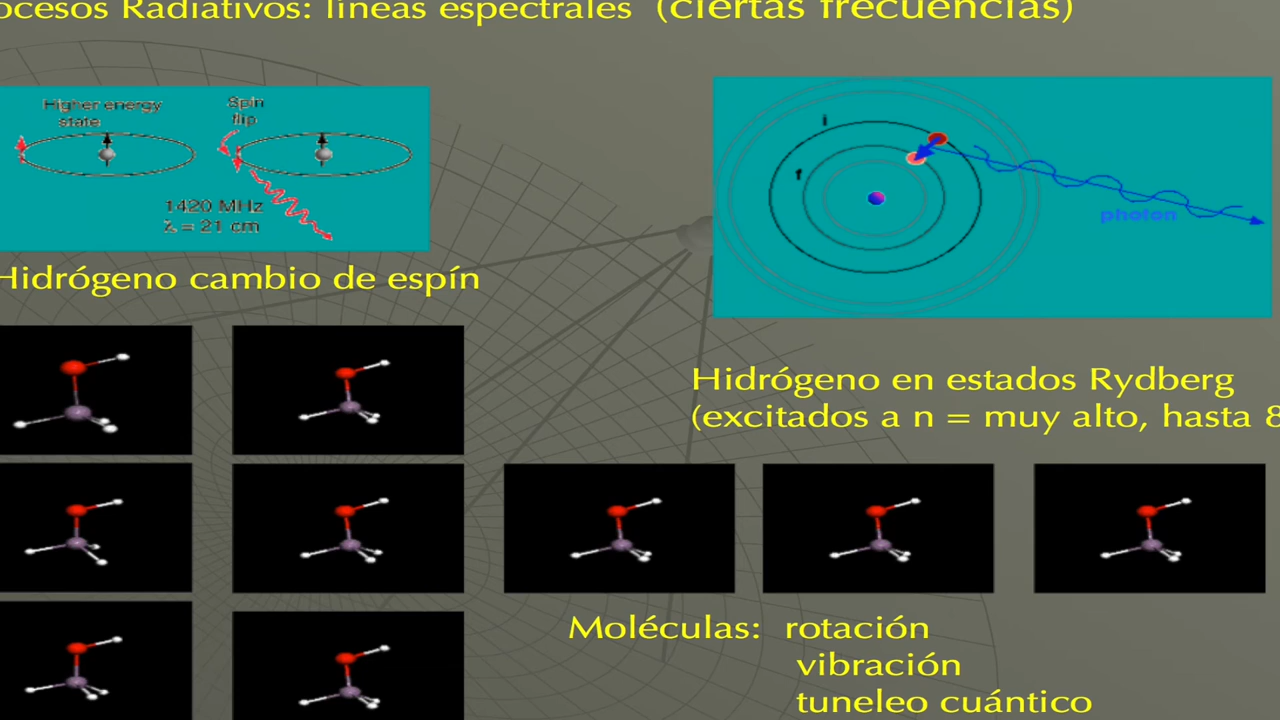 ocesos Radiativos: líneas espectrales (ciertas frecuencias)
Higher energy
state
Spin
flip
1420 MHz
λ = 21 cm
i
f
photon
Hidrógeno cambio de espín
Hidrógeno en estados Rydberg
(excitados a n = muy alto, hasta 8
Moléculas: rotación
vibración
tuneleo cuántico